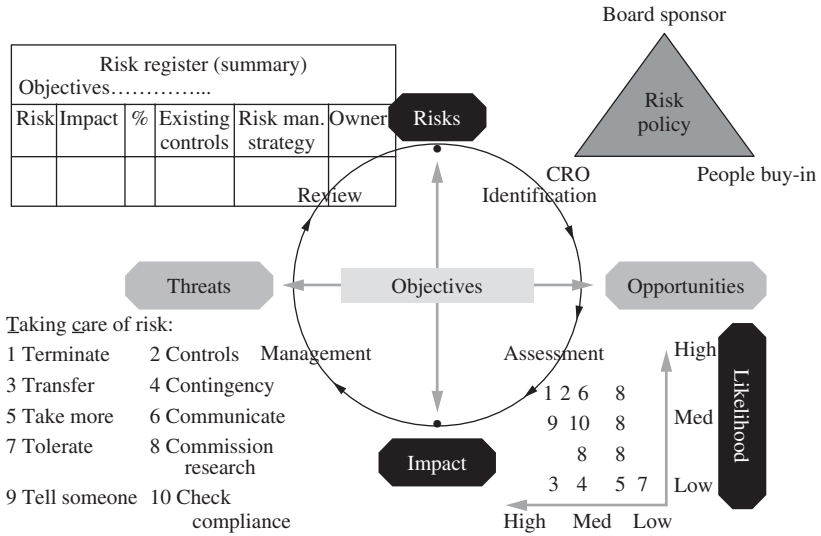 Board sponsor
Risk policy
CRO
People buy-in
Risk register (summary)
Objectives…………...
Risk Impact % Existing controls Risk man. strategy Owner
Risks
Review
Identification
Threats
Objectives
Opportunities
Management
Assessment
Impact
Taking care of risk:
1 Terminate 2 Controls
3 Transfer 4 Contingency
5 Take more 6 Communicate
7 Tolerate 8 Commission
research
9 Tell someone 10 Check
compliance
High
1 2 6 8
9 10 8
Med
8 8
3 4 5 7
Low
Likelihood
High Med Low